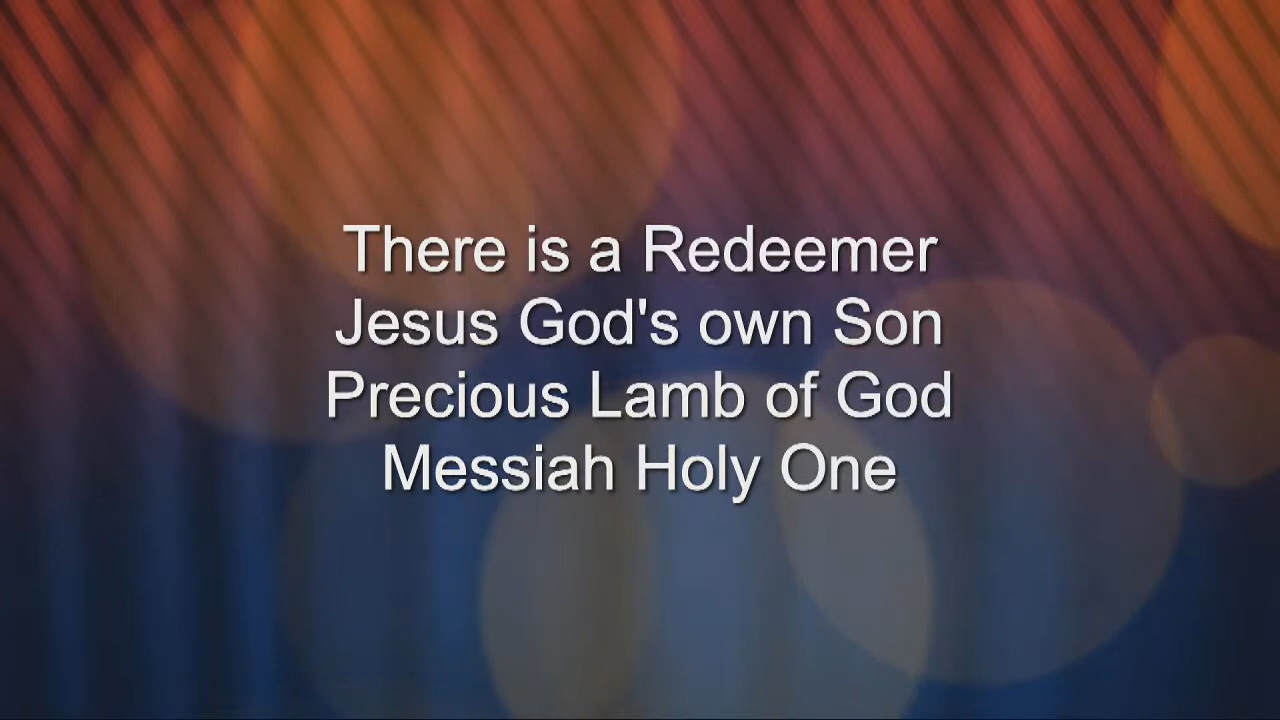 There is a Redeemer
Jesus God's own Son
Precious Lamb of God
Messiah Holy One